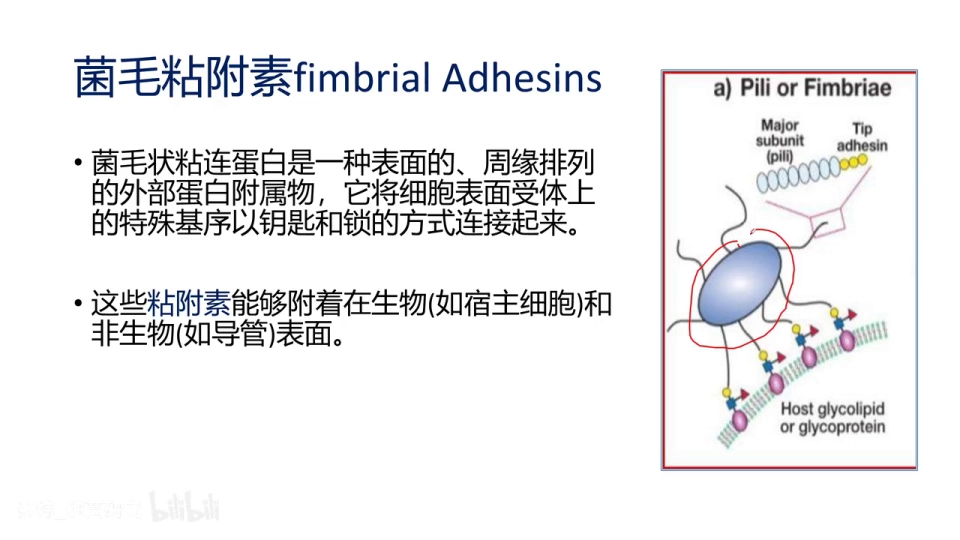 菌毛粘附素fimbrial Adhesins
• 菌毛状粘连蛋白是一种表面的、周缘排列
的外部蛋白附属物，它将细胞表面受体上
的特殊基序以钥匙和锁的方式连接起来。
• 这些粘附素能够附着在生物(如宿主细胞)和
非生物(如导管)表面。
a) Pili or Fimbriae
Major
subunit
(pili)
Tip
adhesin
Host glycolipid
or glycoprotein
bilibili